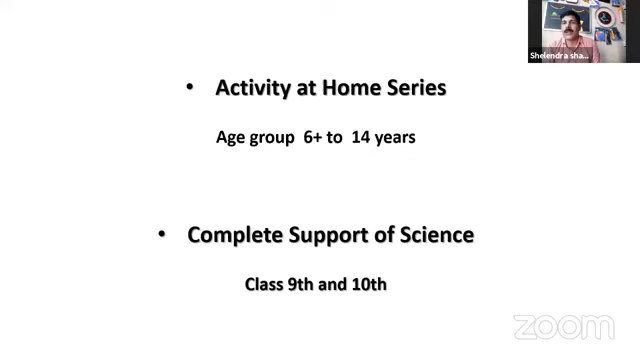 Shelendra sha...
• Activity at Home Series
Age group 6+ to 14 years
• Complete Support of Science
Class 9th and 10th
zoom